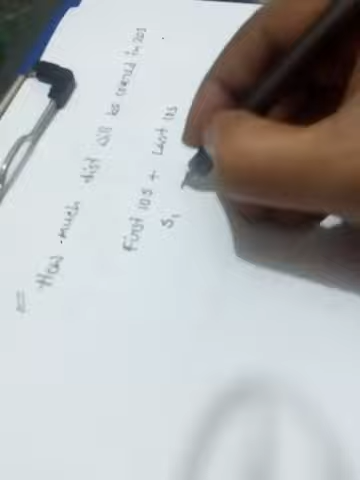 = How much dist will be covered in 20s
First 10s + Last 10s
S₁